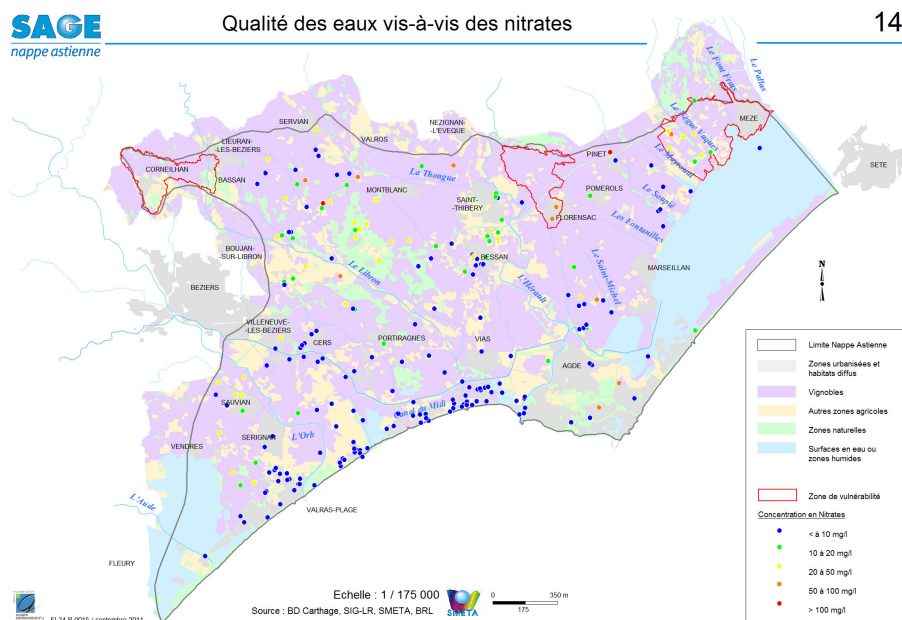 SAGE
nappe astienne
Qualité des eaux vis-à-vis des nitrates
14
Le Pallas
Le Font Frats
Le Nègue Vaques
MEZE
SETE
SERVIAN
NEZIGNAN-
-L'EVEQUE
VALROS
LIEURAN-
LES-BEZIERS
CORNEILHAN
BASSAN
La Thongue
PINET
Le Mayroual
MONTBLANC
POMEROLS
SAINT-
-THIBERY
Le Soupié
FLORENSAC
Les Fontanilles
BOUJAN-
-SUR-LIBRON
BESSAN
Le Libron
Le Saint-Michel
MARSEILLAN
N
BEZIERS
L'Hérault
VILLENEUVE-
-LES-BEZIERS
CERS
PORTIRAGNES
VIAS
AGDE
SAUVIAN
Canal du Midi
SERIGNAN
L'Orb
VENDRES
L'Aude
VALRAS-PLAGE
FLEURY
Limite Nappe Astienne
Zones urbanisées et
habitats diffus
Vignobles
Autres zones agricoles
Zones naturelles
Surfaces en eau ou
zones humides
Zone de vulnérabilité
Concentration en Nitrates
< à 10 mg/l
10 à 20 mg/l
20 à 50 mg/l
50 à 100 mg/l
> 100 mg/l
Echelle : 1 / 175 000
Source : BD Carthage, SIG-LR, SMETA, BRL
SMETA
0
350 m
175